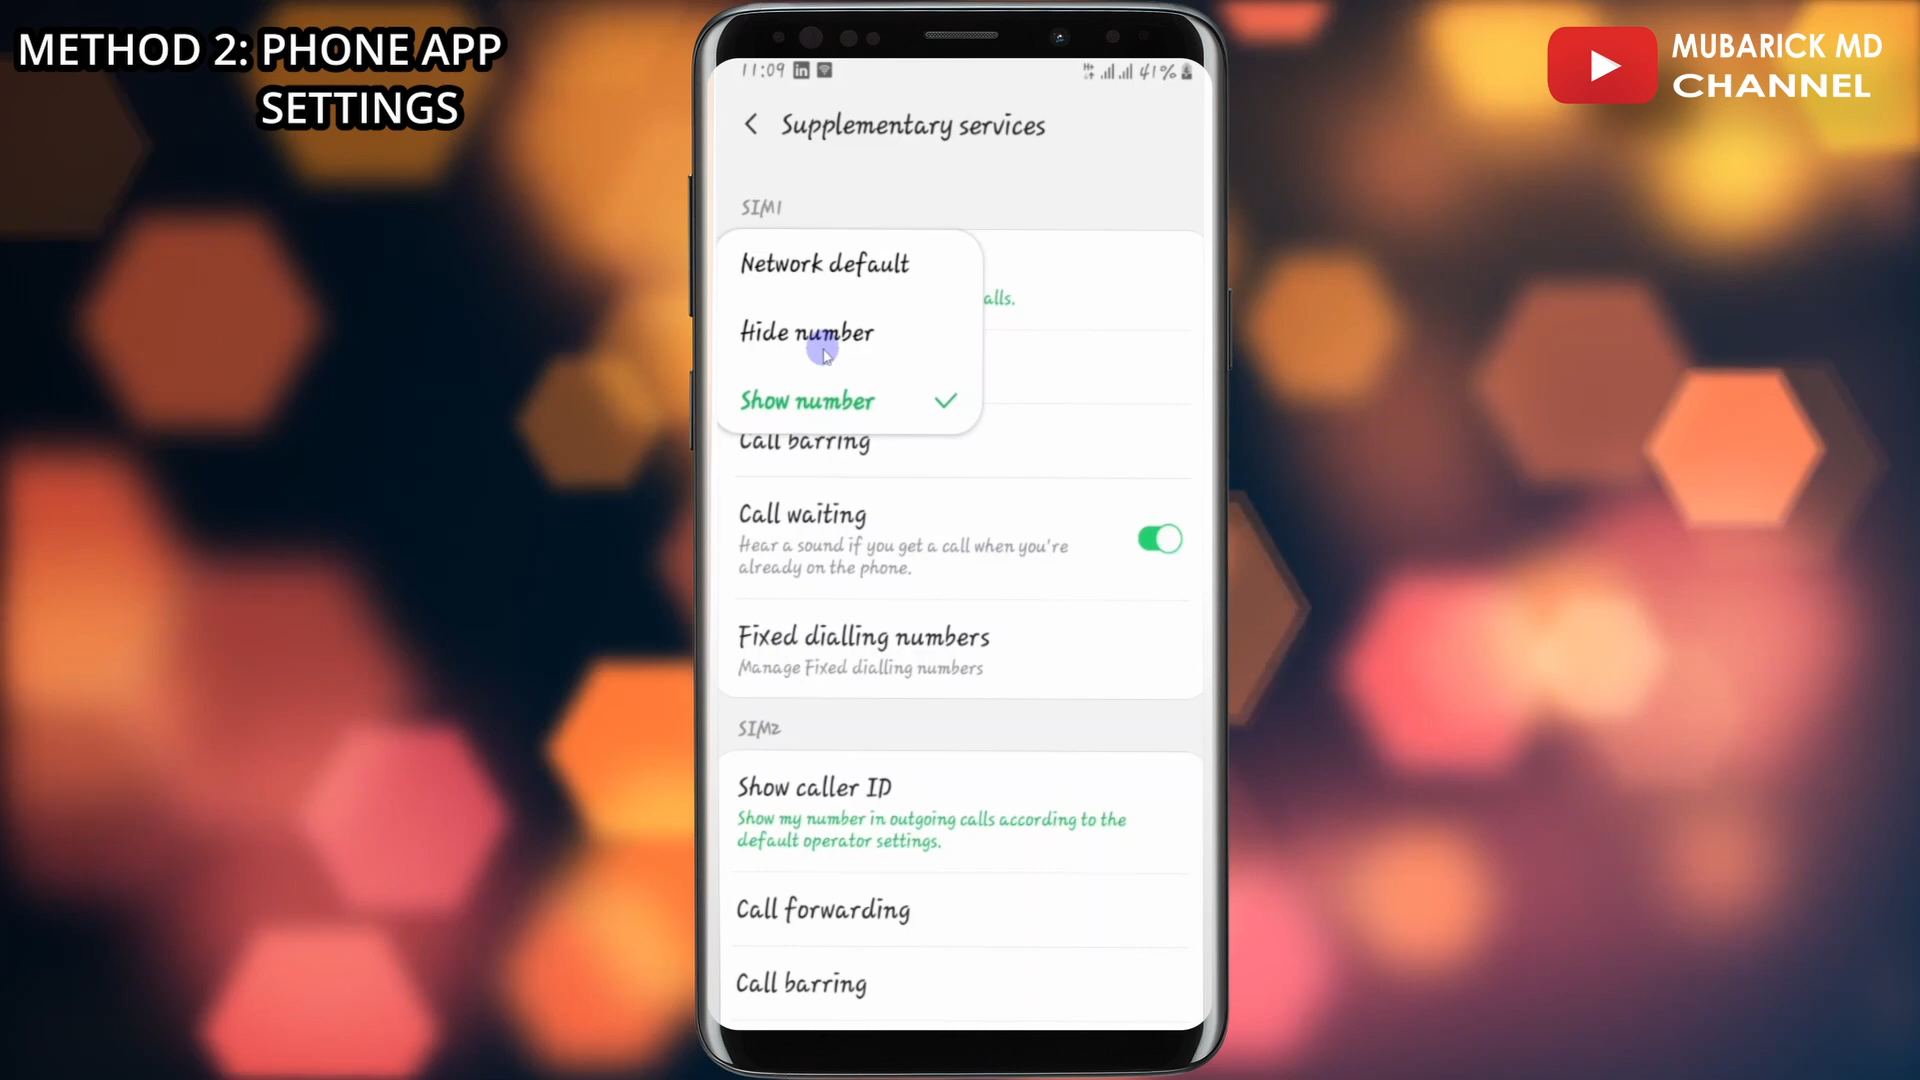 METHOD 2: PHONE APP
SETTINGS
MUBARICK MD
CHANNEL
11:09
41%
Supplementary services
SIM1
Network default
alls.
Hide number
Show number
Call barring
Call waiting
Hear a sound if you get a call when you're
already on the phone.
Fixed dialling numbers
Manage Fixed dialling numbers
SIM2
Show caller ID
Show my number in outgoing calls according to the
default operator settings.
Call forwarding
Call barring